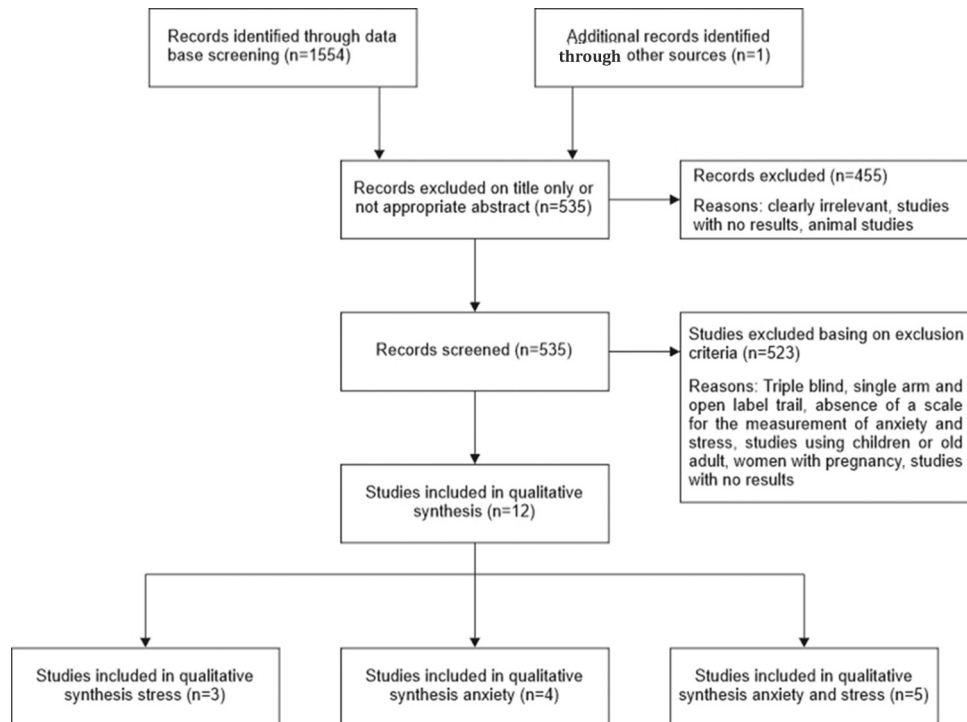 Records identified through data
base screening (n=1554)
Additional records identified
through other sources (n=1)
Records excluded on title only or
not appropriate abstract (n=535)
Records excluded (n=455)
Reasons: clearly irrelevant, studies
with no results, animal studies
Records screened (n=535)
Studies excluded basing on exclusion
criteria (n=523)
Reasons: Triple blind, single arm and
open label trail, absence of a scale
for the measurement of anxiety and
stress, studies using children or old
adult, women with pregnancy, studies
with no results
Studies included in qualitative
synthesis (n=12)
Studies included in qualitative
synthesis stress (n=3)
Studies included in qualitative
synthesis anxiety (n=4)
Studies included in qualitative
synthesis anxiety and stress (n=5)